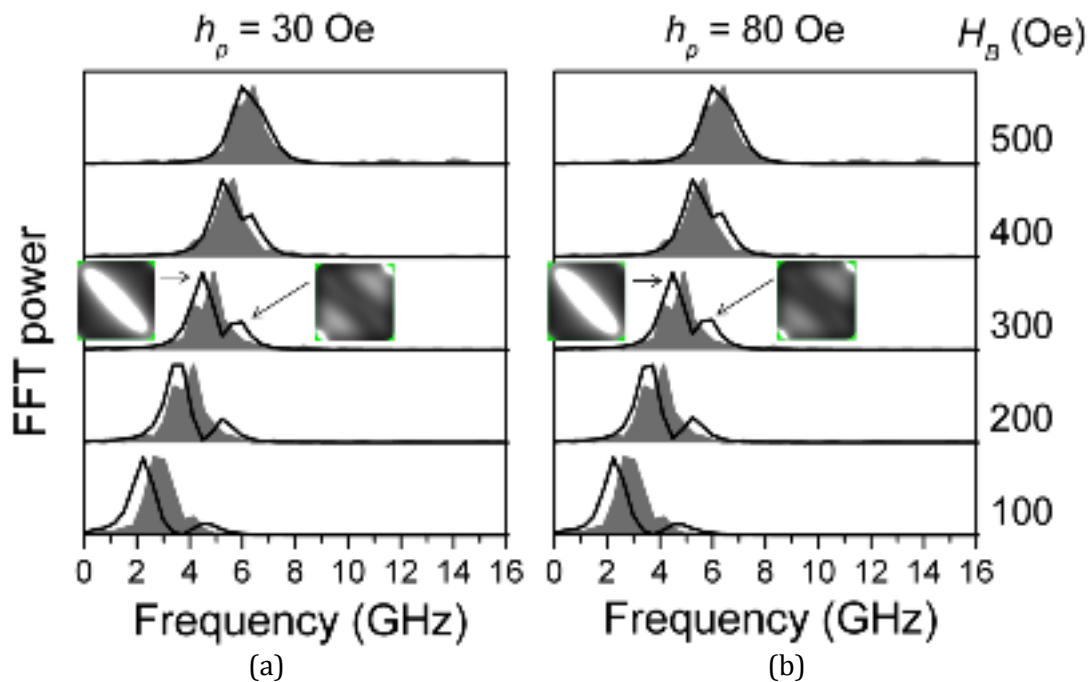 h_p = 30 Oe
h_p = 80 Oe
H_B (Oe)
FFT power
500
400
300
200
100
0 2 4 6 8 10 12 14 16
0 2 4 6 8 10 12 14 16
Frequency (GHz)
Frequency (GHz)
(a)
(b)